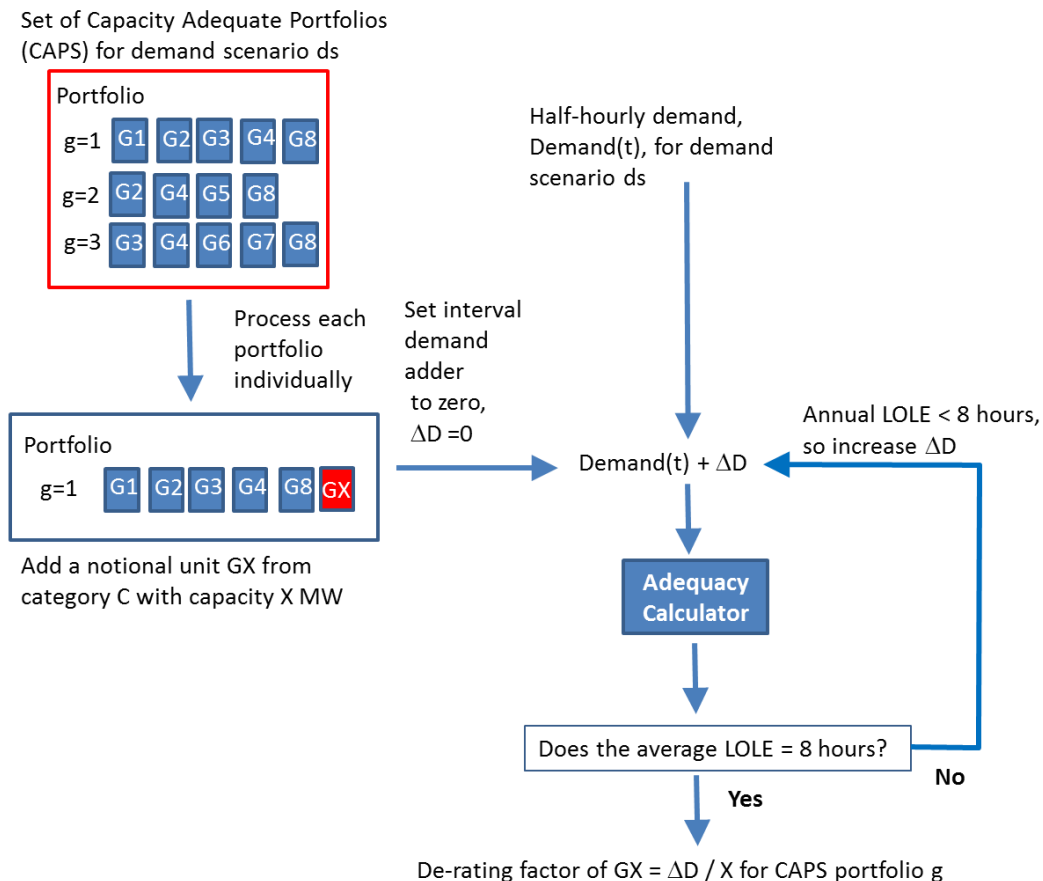 Set of Capacity Adequate Portfolios
(CAPS) for demand scenario ds
Portfolio
g=1 G1 G2 G3 G4 G8
g=2 G2 G4 G5 G8
g=3 G3 G4 G6 G7 G8
Half-hourly demand,
Demand(t), for demand
scenario ds
Process each
portfolio
individually
Set interval
demand
adder
to zero,
ΔD =0
Portfolio
g=1 G1 G2 G3 G4 G8 GX
Add a notional unit GX from
category C with capacity X MW
Demand(t) + ΔD
Annual LOLE < 8 hours,
so increase ΔD
Adequacy
Calculator
Does the average LOLE = 8 hours?
No
Yes
De-rating factor of GX = ΔD / X for CAPS portfolio g